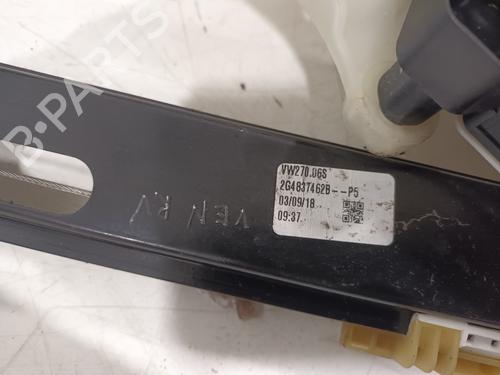 B-PARTS
VW270.06S
2G4837462B--P5
03/09/18
09:37
VEN RV